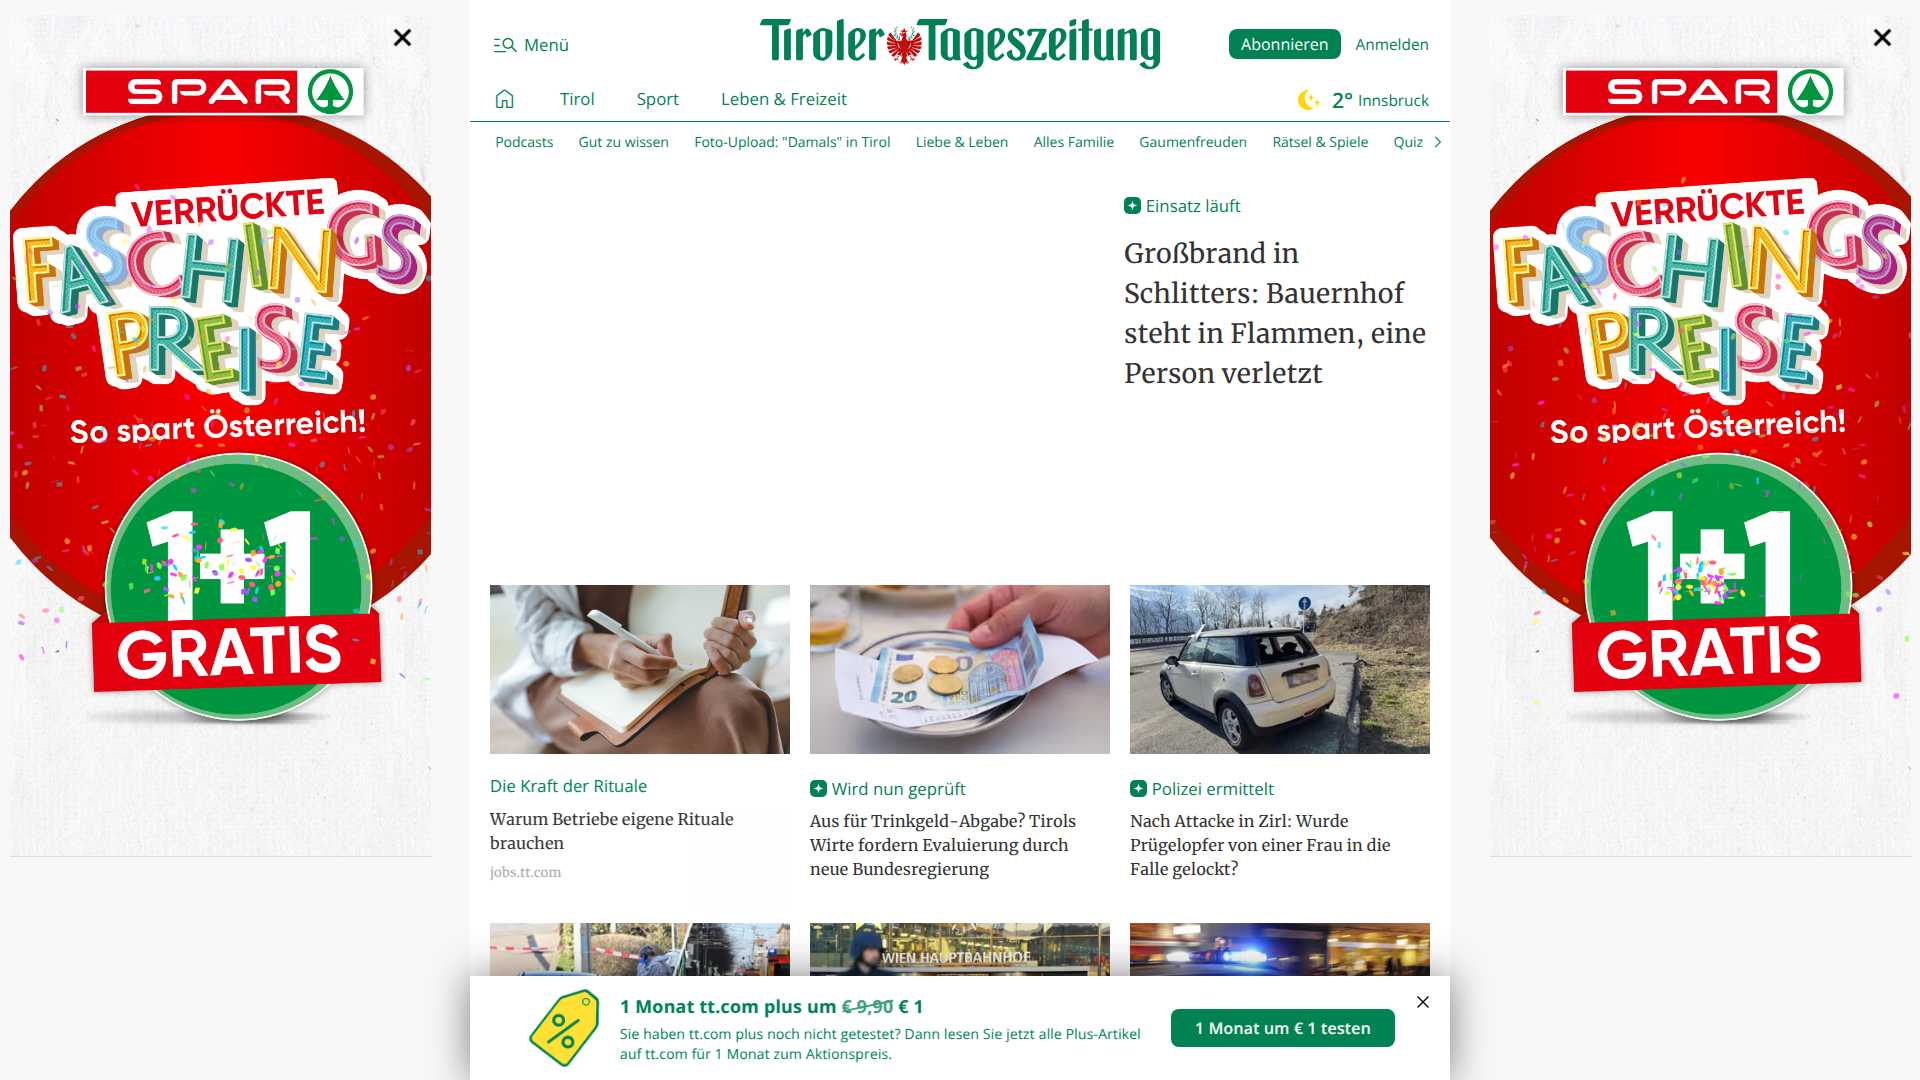 SPAR
VERRÜCKTE
FASCHINGS
PREISE
So spart Österreich!
1+1
GRATIS
Menü
Tiroler Tageszeitung
Abonnieren
Anmelden
Tirol
Sport
Leben & Freizeit
2° Innsbruck
Podcasts
Gut zu wissen
Foto-Upload: "Damals" in Tirol
Liebe & Leben
Alles Familie
Gaumenfreuden
Rätsel & Spiele
Quiz
Einsatz läuft
Großbrand in
Schlitters: Bauernhof
steht in Flammen, eine
Person verletzt
20
Die Kraft der Rituale
Warum Betriebe eigene Rituale
brauchen
jobs.tt.com
Wird nun geprüft
Aus für Trinkgeld-Abgabe? Tirols
Wirte fordern Evaluierung durch
neue Bundesregierung
Polizei ermittelt
Nach Attacke in Zirl: Wurde
Prügelopfer von einer Frau in die
Falle gelockt?
WIEN HAUPTBAHNHOF
1 Monat tt.com plus um € 9,90 € 1
Sie haben tt.com plus noch nicht getestet? Dann lesen Sie jetzt alle Plus-Artikel
auf tt.com für 1 Monat zum Aktionspreis.
1 Monat um € 1 testen
SPAR
VERRÜCKTE
FASCHINGS
PREISE
So spart Österreich!
1+1
GRATIS